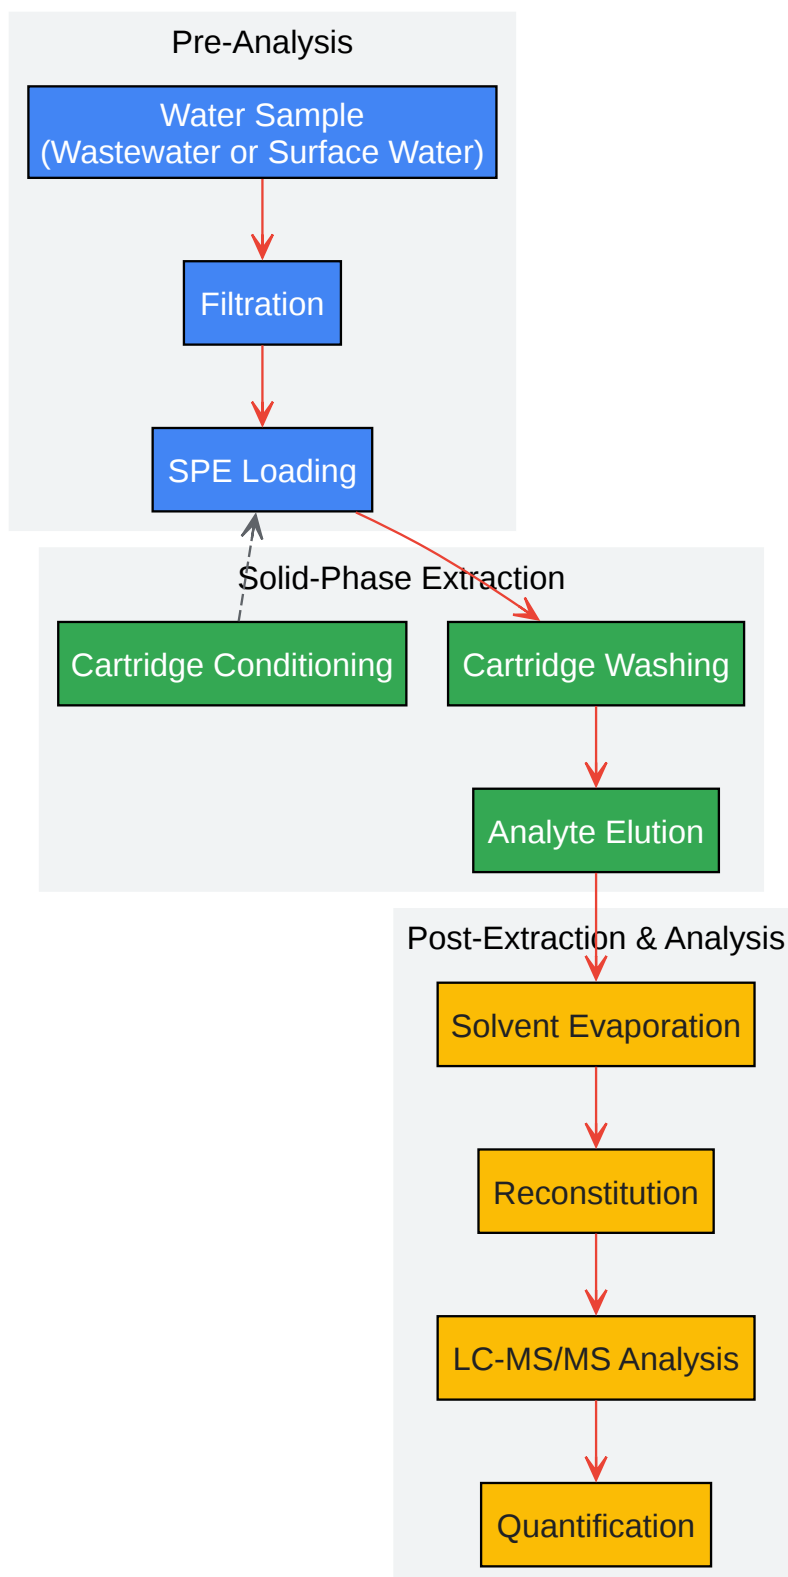 Pre-Analysis
Water Sample
(Wastewater or Surface Water)
Filtration
SPE Loading
Solid-Phase Extraction
Cartridge Conditioning
Cartridge Washing
Analyte Elution
Post-Extraction & Analysis
Solvent Evaporation
Reconstitution
LC-MS/MS Analysis
Quantification